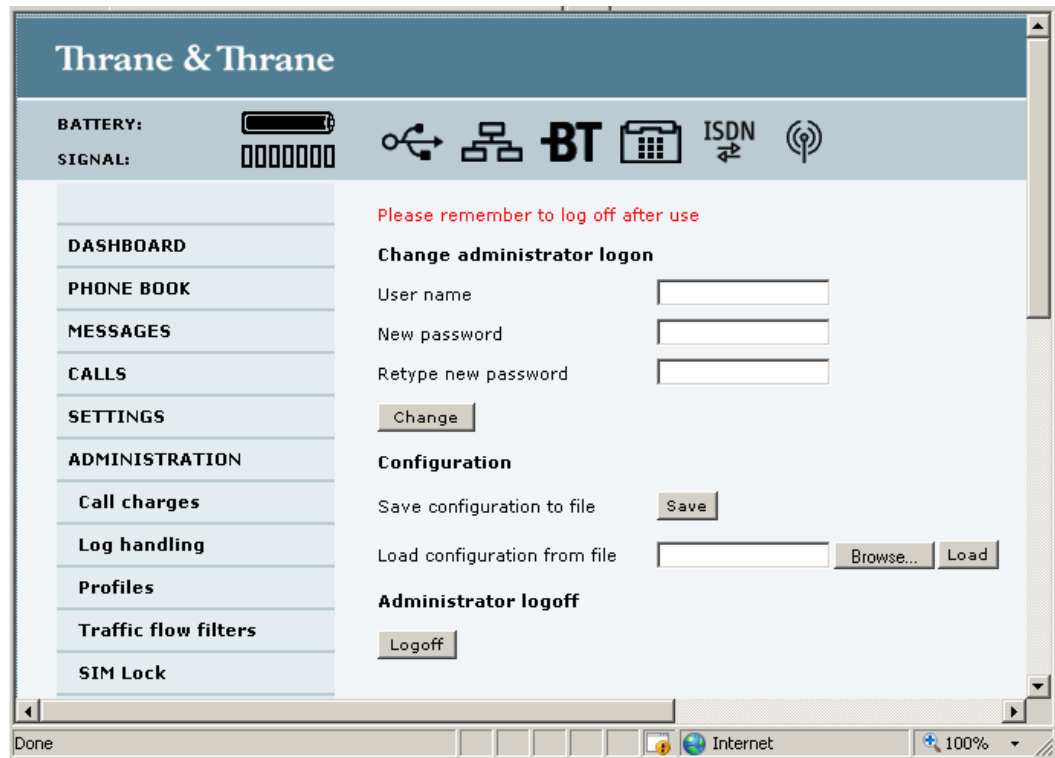 Thrane & Thrane
BATTERY:
SIGNAL:
BT
ISDN
DASHBOARD
PHONE BOOK
MESSAGES
CALLS
SETTINGS
ADMINISTRATION
Call charges
Log handling
Profiles
Traffic flow filters
SIM Lock
Please remember to log off after use
Change administrator logon
User name
New password
Retype new password
Change
Configuration
Save configuration to file Save
Load configuration from file Browse... Load
Administrator logoff
Logoff
Done Internet 100%